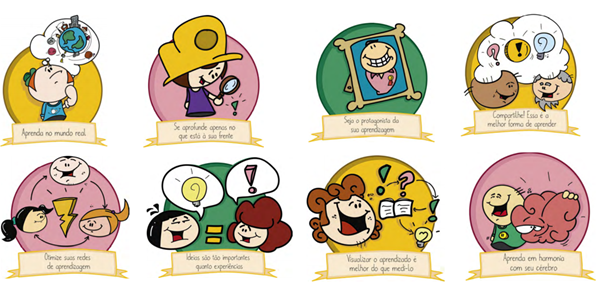 Aprenda no mundo real
Se aprofunde apenas no
que está à sua frente
Seja o protagonista da
sua aprendizagem
Compartilhe! Essa é a
melhor forma de aprender
Otimize suas redes
de aprendizagem
Ideias são tão importantes
quanto experiências
Visualizar o aprendizado é
melhor do que medi-lo
Aprenda em harmonia
com seu cérebro